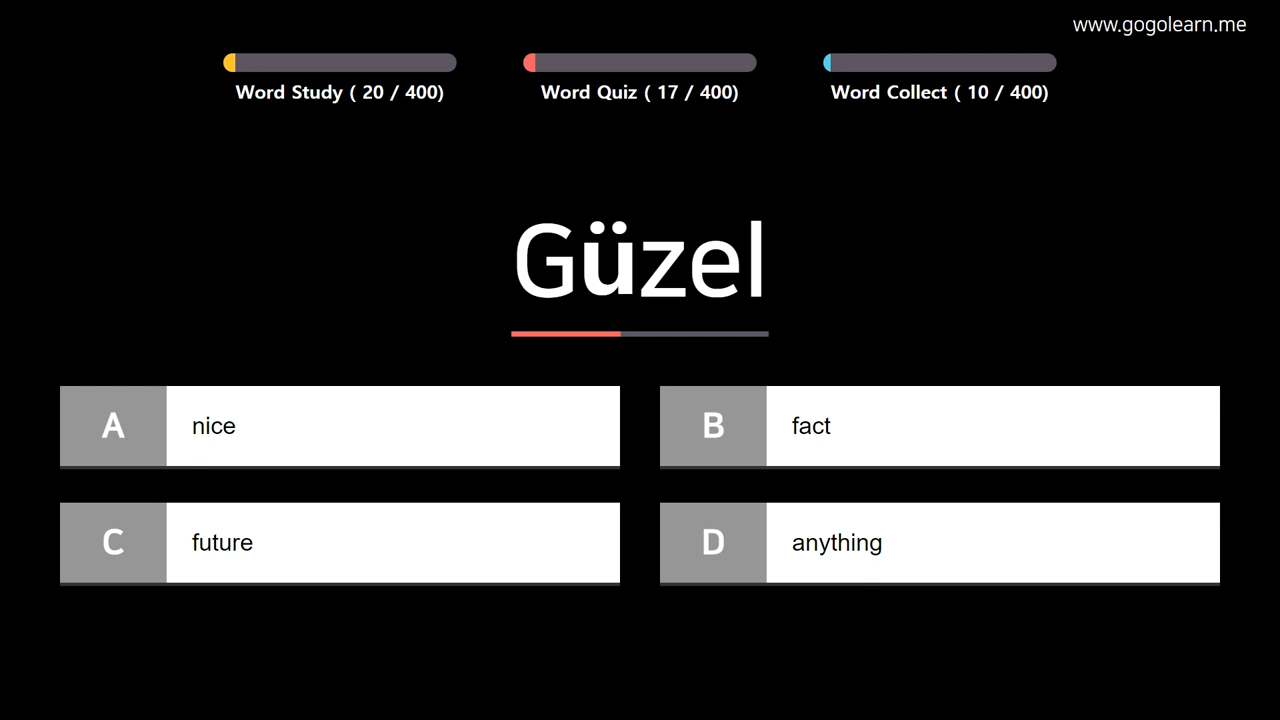 www.gogolearn.me
Word Study ( 20 / 400)
Word Quiz ( 17 / 400)
Word Collect ( 10 / 400)
Güzel
A nice
B fact
C future
D anything